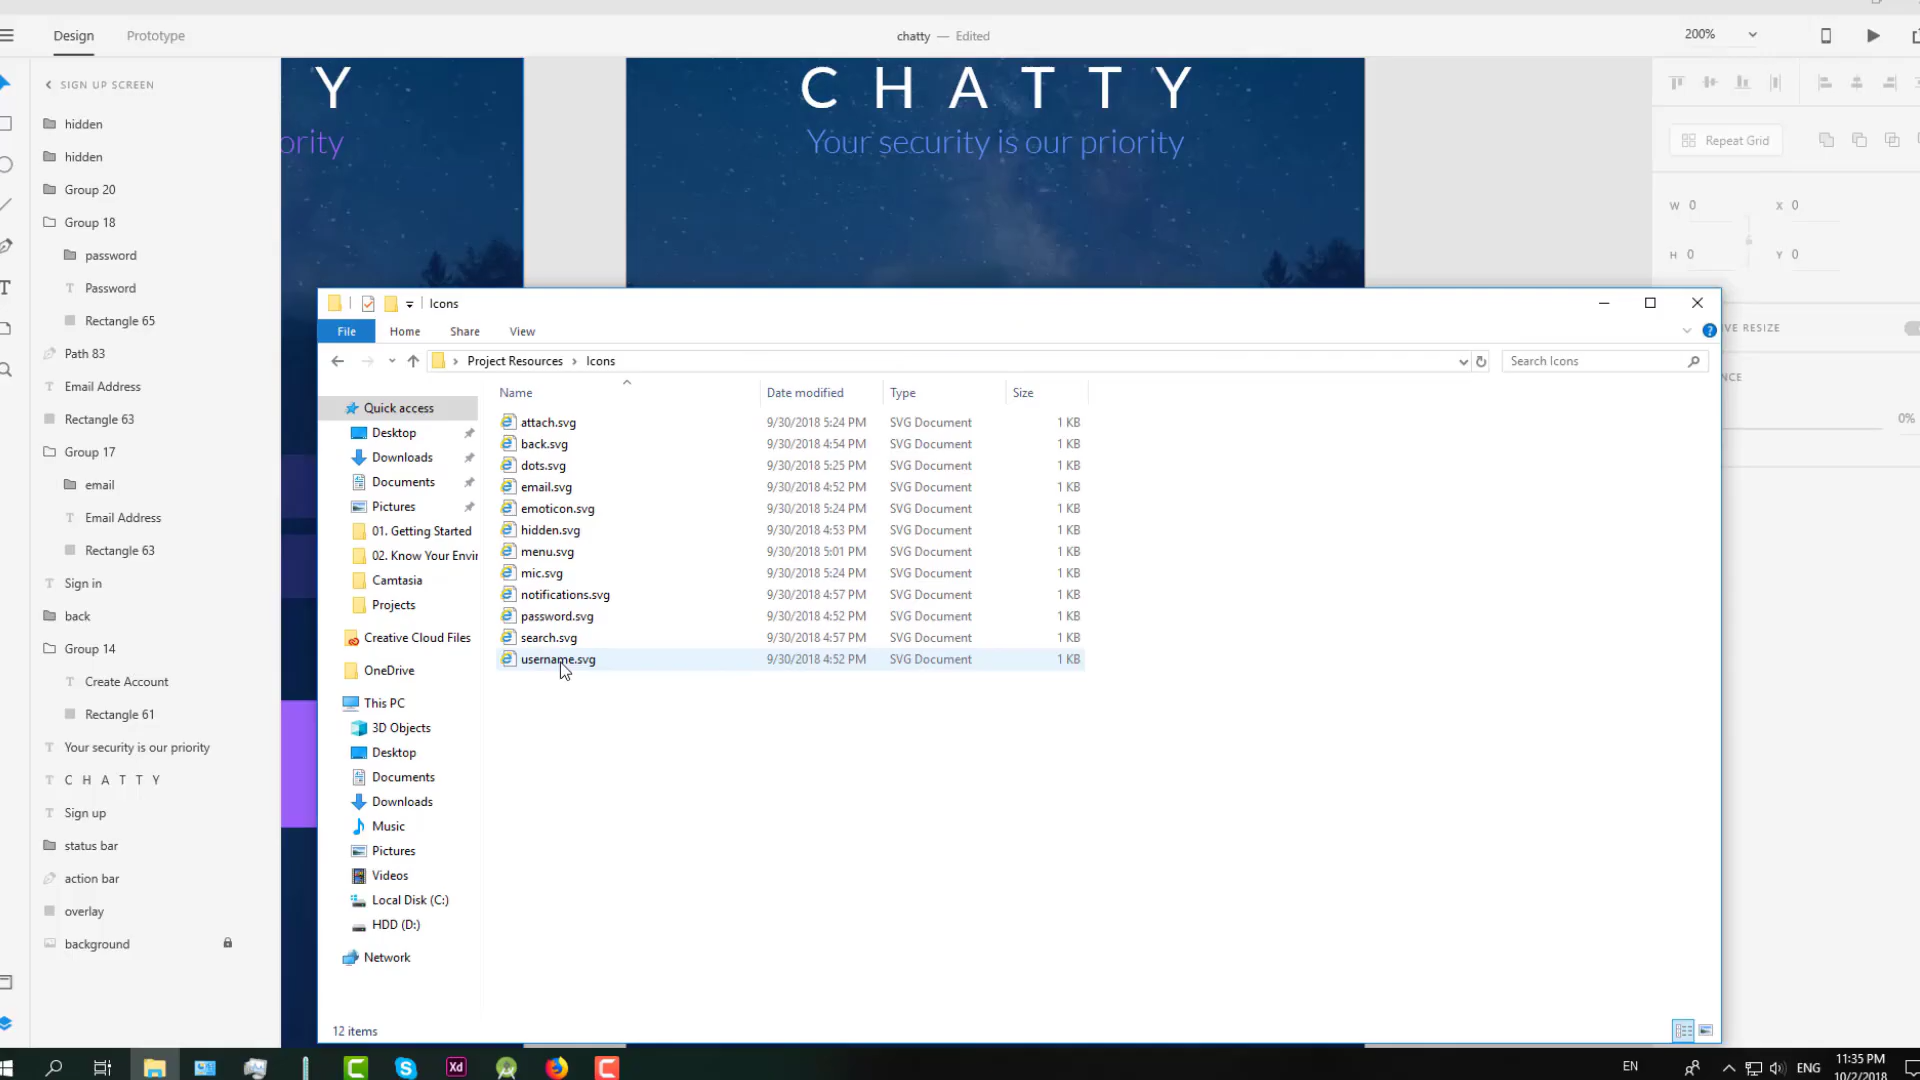 Design
Prototype
chatty — Edited
200%
SIGN UP SCREEN
hidden
hidden
Group 20
Group 18
password
Password
Rectangle 65
Path 83
Email Address
Rectangle 63
Group 17
email
Email Address
Rectangle 63
Sign in
back
Group 14
Create Account
Rectangle 61
Your security is our priority
C H A T T Y
Sign up
status bar
action bar
overlay
background
Y
ority
C H A T T Y
Your security is our priority
Repeat Grid
W 0
X 0
H 0
Y 0
VE RESIZE
NCE
0%
Icons
File
Home
Share
View
Project Resources > Icons
Search Icons
Name
Date modified
Type
Size
Quick access
Desktop
Downloads
Documents
Pictures
01. Getting Started
02. Know Your Envir
Camtasia
Projects
Creative Cloud Files
OneDrive
This PC
3D Objects
Desktop
Documents
Downloads
Music
Pictures
Videos
Local Disk (C:)
HDD (D:)
Network
attach.svg 9/30/2018 5:24 PM SVG Document 1 KB
back.svg 9/30/2018 4:54 PM SVG Document 1 KB
dots.svg 9/30/2018 5:25 PM SVG Document 1 KB
email.svg 9/30/2018 4:52 PM SVG Document 1 KB
emoticon.svg 9/30/2018 5:24 PM SVG Document 1 KB
hidden.svg 9/30/2018 4:53 PM SVG Document 1 KB
menu.svg 9/30/2018 5:01 PM SVG Document 1 KB
mic.svg 9/30/2018 5:24 PM SVG Document 1 KB
notifications.svg 9/30/2018 4:57 PM SVG Document 1 KB
password.svg 9/30/2018 4:52 PM SVG Document 1 KB
search.svg 9/30/2018 4:57 PM SVG Document 1 KB
username.svg 9/30/2018 4:52 PM SVG Document 1 KB
12 items
Xd
EN
ENG
11:35 PM
10/2/2018